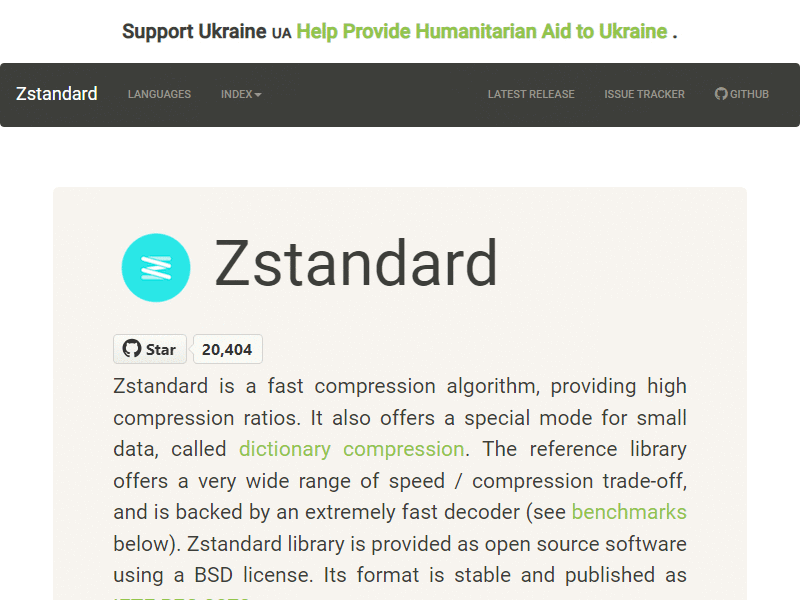 Support Ukraine UA Help Provide Humanitarian Aid to Ukraine .
Zstandard LANGUAGES INDEX LATEST RELEASE ISSUE TRACKER GITHUB
Zstandard
Star 20,404
Zstandard is a fast compression algorithm, providing high
compression ratios. It also offers a special mode for small
data, called dictionary compression. The reference library
offers a very wide range of speed / compression trade-off,
and is backed by an extremely fast decoder (see benchmarks
below). Zstandard library is provided as open source software
using a BSD license. Its format is stable and published as